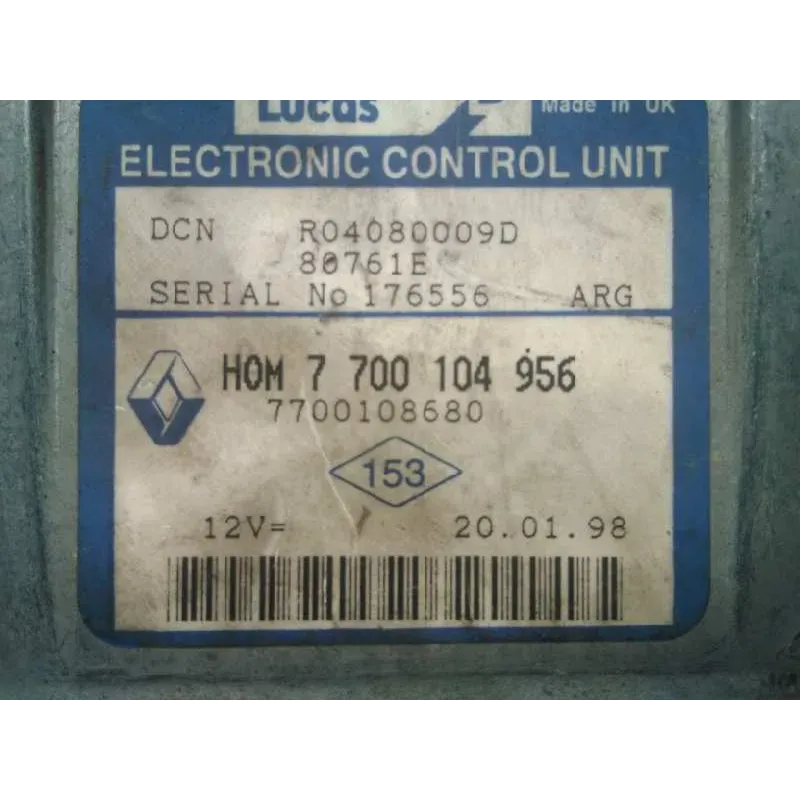 Lucas
Made in UK
ELECTRONIC CONTROL UNIT
DCN R04080009D
80761E
SERIAL No 176556 ARG
HOM 7 700 104 956
7700108680
153
12V=
20.01.98